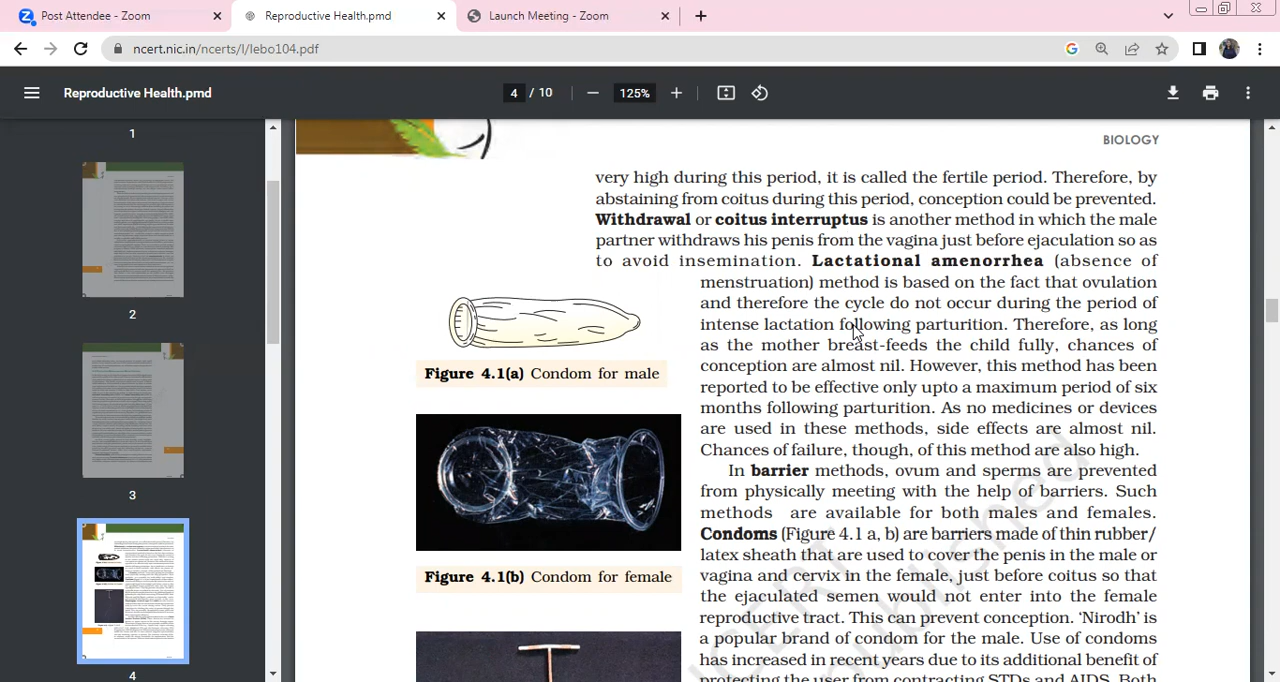 Post Attendee - Zoom
Reproductive Health.pmd
Launch Meeting - Zoom
ncert.nic.in/ncerts/l/lebo104.pdf
Reproductive Health.pmd
4 / 10
125%
1
2
3
4
BIOLOGY
very high during this period, it is called the fertile period. Therefore, by
abstaining from coitus during this period, conception could be prevented.
Withdrawal or coitus interruptus is another method in which the male
partner withdraws his penis from the vagina just before ejaculation so as
to avoid insemination. Lactational amenorrhea (absence of
menstruation) method is based on the fact that ovulation
and therefore the cycle do not occur during the period of
intense lactation following parturition. Therefore, as long
as the mother breast-feeds the child fully, chances of
conception are almost nil. However, this method has been
reported to be effective only upto a maximum period of six
months following parturition. As no medicines or devices
are used in these methods, side effects are almost nil.
Chances of failure, though, of this method are also high.
In barrier methods, ovum and sperms are prevented
from physically meeting with the help of barriers. Such
methods are available for both males and females.
Condoms (Figure 4.1 a, b) are barriers made of thin rubber/
latex sheath that are used to cover the penis in the male or
vagina and cervix in the female, just before coitus so that
the ejaculated semen would not enter into the female
reproductive tract. This can prevent conception. ‘Nirodh’ is
a popular brand of condom for the male. Use of condoms
has increased in recent years due to its additional benefit of
protecting the user from contracting STDs and AIDS. Both
Figure 4.1(a) Condom for male
Figure 4.1(b) Condom for female